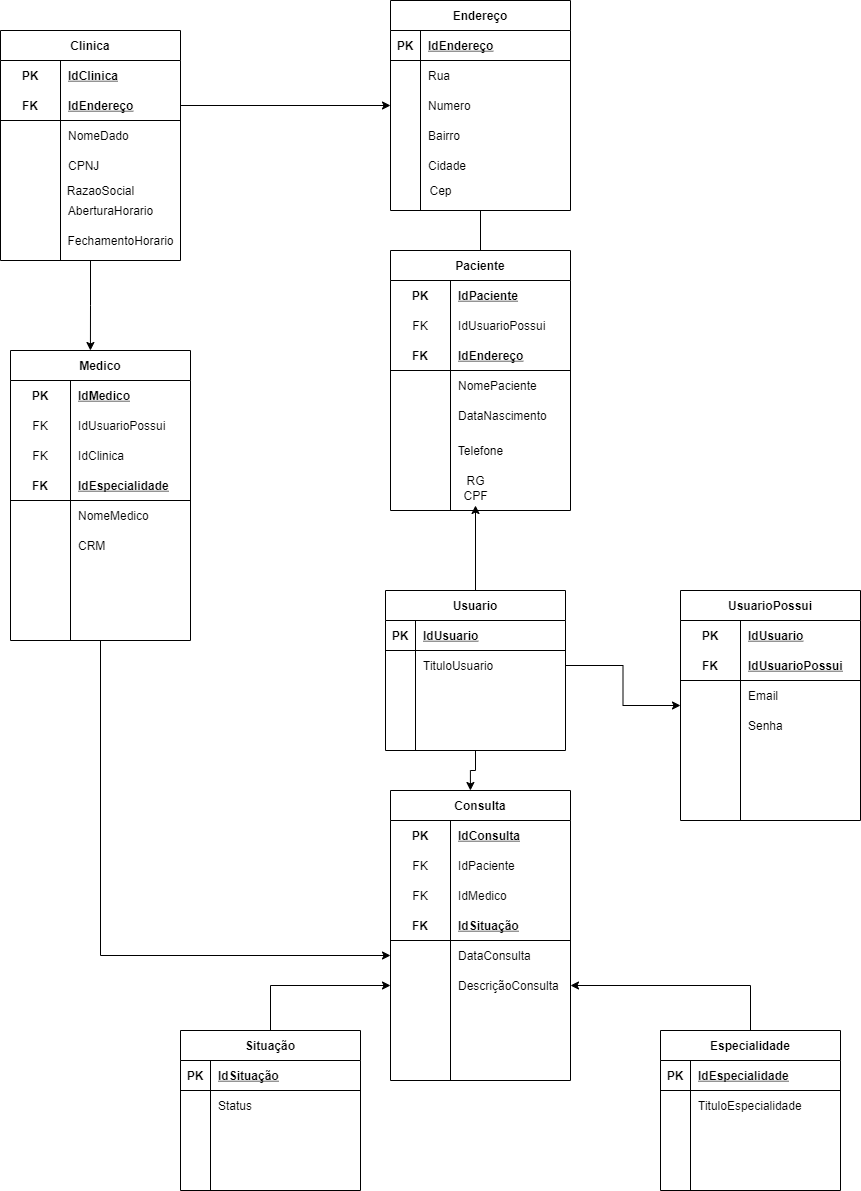 Endereço
PK IdEndereço
Rua
Numero
Bairro
Cidade
Cep
Clinica
PK IdClinica
FK IdEndereço
NomeDado
CPNJ
RazaoSocial
AberturaHorario
FechamentoHorario
Paciente
PK IdPaciente
FK IdUsuarioPossui
FK IdEndereço
NomePaciente
DataNascimento
Telefone
RG
CPF
Medico
PK IdMedico
FK IdUsuarioPossui
FK IdClinica
FK IdEspecialidade
NomeMedico
CRM
Usuario
PK IdUsuario
TituloUsuario
UsuarioPossui
PK IdUsuario
FK IdUsuarioPossui
Email
Senha
Consulta
PK IdConsulta
FK IdPaciente
FK IdMedico
FK IdSituação
DataConsulta
DescriçãoConsulta
Situação
PK IdSituação
Status
Especialidade
PK IdEspecialidade
TituloEspecialidade